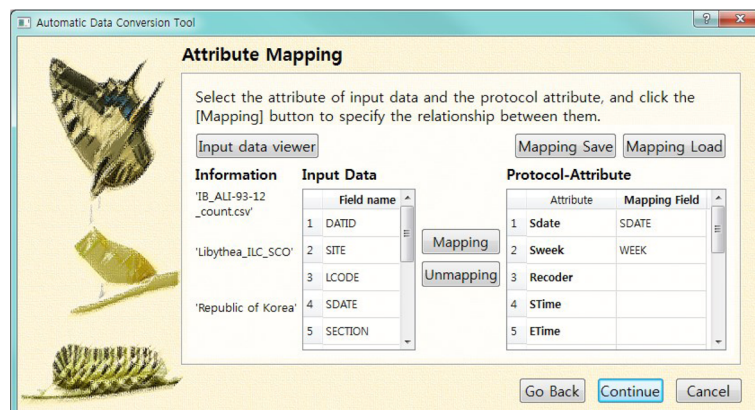 Automatic Data Conversion Tool
Attribute Mapping
Select the attribute of input data and the protocol attribute, and click the
[Mapping] button to specify the relationship between them.
Input data viewer
Mapping Save
Mapping Load
Information
Input Data
Protocol-Attribute
'IB_ALI-93-12
_count.csv'
'Libythea_ILC_SCO'
'Republic of Korea'
Field name
1 DATID
2 SITE
3 LCODE
4 SDATE
5 SECTION
Mapping
Unmapping
Attribute Mapping Field
1 Sdate SDATE
2 Sweek WEEK
3 Recoder
4 STime
5 ETime
Go Back
Continue
Cancel